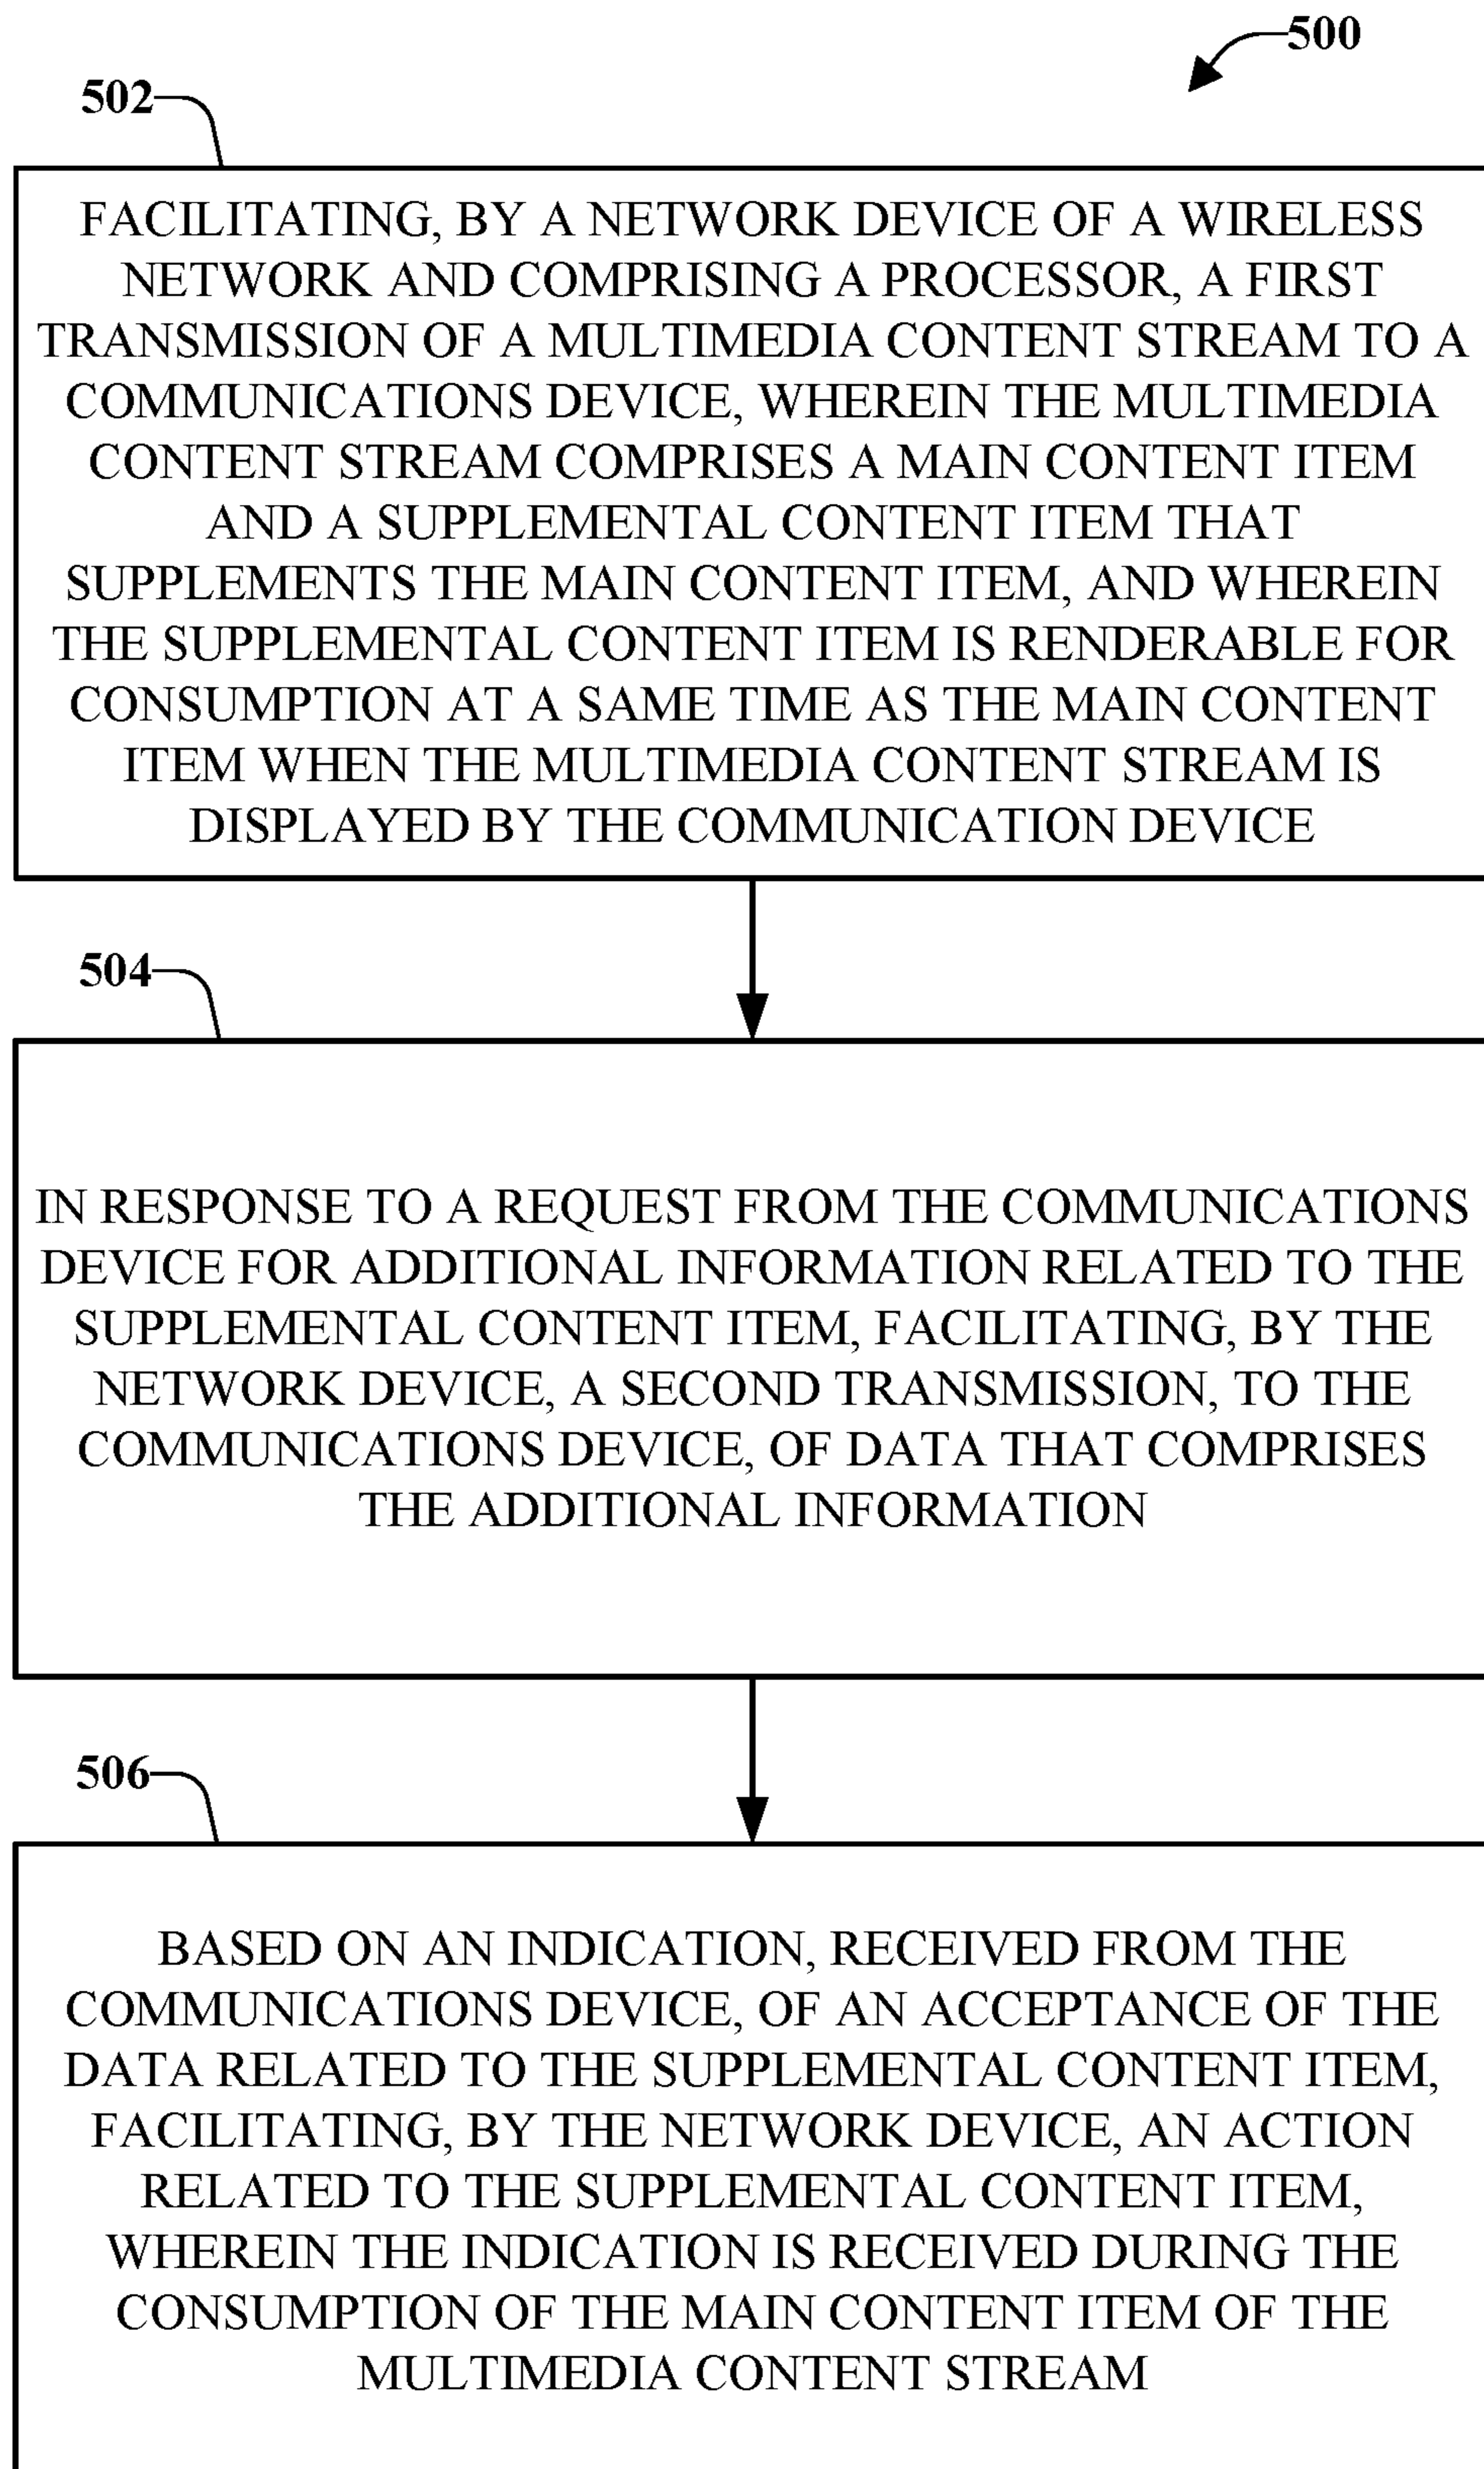 500
502
FACILITATING, BY A NETWORK DEVICE OF A WIRELESS
NETWORK AND COMPRISING A PROCESSOR, A FIRST
TRANSMISSION OF A MULTIMEDIA CONTENT STREAM TO A
COMMUNICATIONS DEVICE, WHEREIN THE MULTIMEDIA
CONTENT STREAM COMPRISES A MAIN CONTENT ITEM
AND A SUPPLEMENTAL CONTENT ITEM THAT
SUPPLEMENTS THE MAIN CONTENT ITEM, AND WHEREIN
THE SUPPLEMENTAL CONTENT ITEM IS RENDERABLE FOR
CONSUMPTION AT A SAME TIME AS THE MAIN CONTENT
ITEM WHEN THE MULTIMEDIA CONTENT STREAM IS
DISPLAYED BY THE COMMUNICATION DEVICE
504
IN RESPONSE TO A REQUEST FROM THE COMMUNICATIONS
DEVICE FOR ADDITIONAL INFORMATION RELATED TO THE
SUPPLEMENTAL CONTENT ITEM, FACILITATING, BY THE
NETWORK DEVICE, A SECOND TRANSMISSION, TO THE
COMMUNICATIONS DEVICE, OF DATA THAT COMPRISES
THE ADDITIONAL INFORMATION
506
BASED ON AN INDICATION, RECEIVED FROM THE
COMMUNICATIONS DEVICE, OF AN ACCEPTANCE OF THE
DATA RELATED TO THE SUPPLEMENTAL CONTENT ITEM,
FACILITATING, BY THE NETWORK DEVICE, AN ACTION
RELATED TO THE SUPPLEMENTAL CONTENT ITEM,
WHEREIN THE INDICATION IS RECEIVED DURING THE
CONSUMPTION OF THE MAIN CONTENT ITEM OF THE
MULTIMEDIA CONTENT STREAM